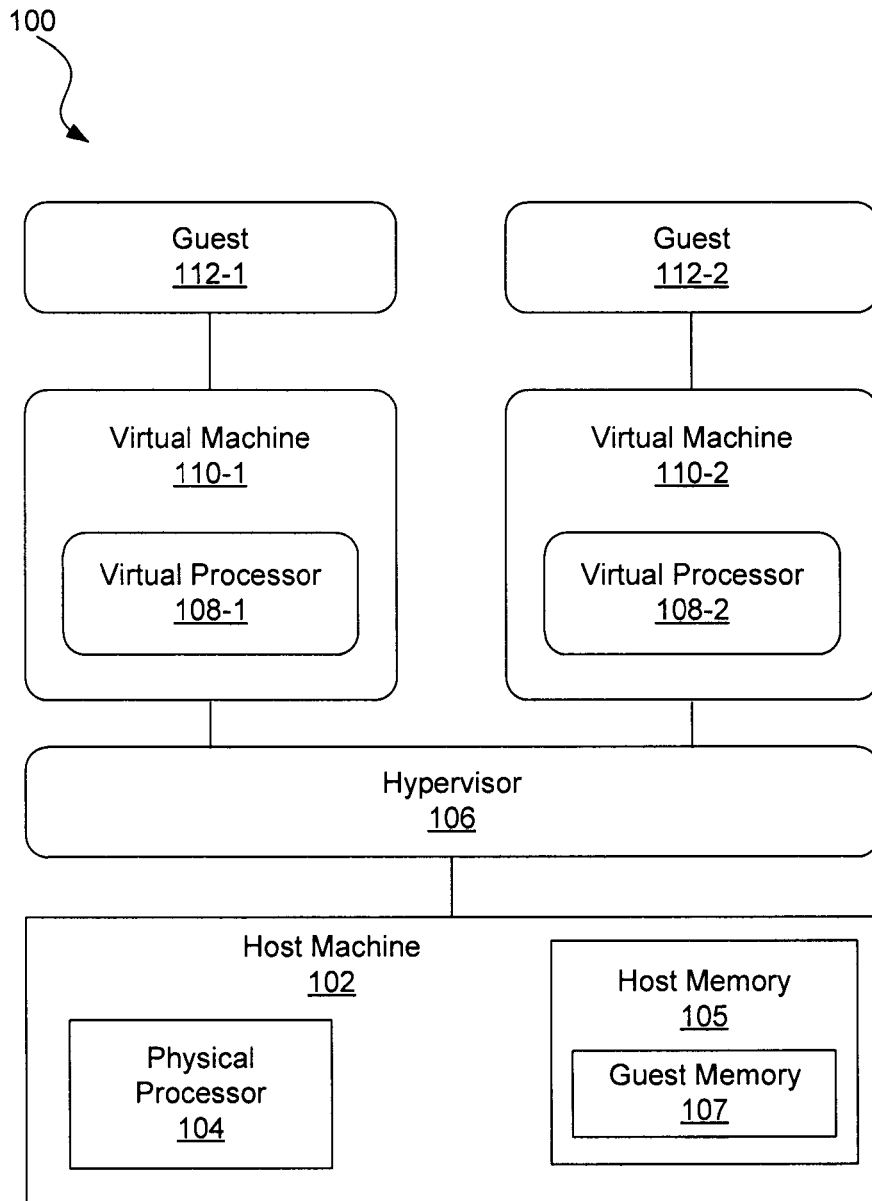 100
Guest
112-1
Guest
112-2
Virtual Machine
110-1
Virtual Processor
108-1
Virtual Machine
110-2
Virtual Processor
108-2
Hypervisor
106
Host Machine
102
Physical
Processor
104
Host Memory
105
Guest Memory
107